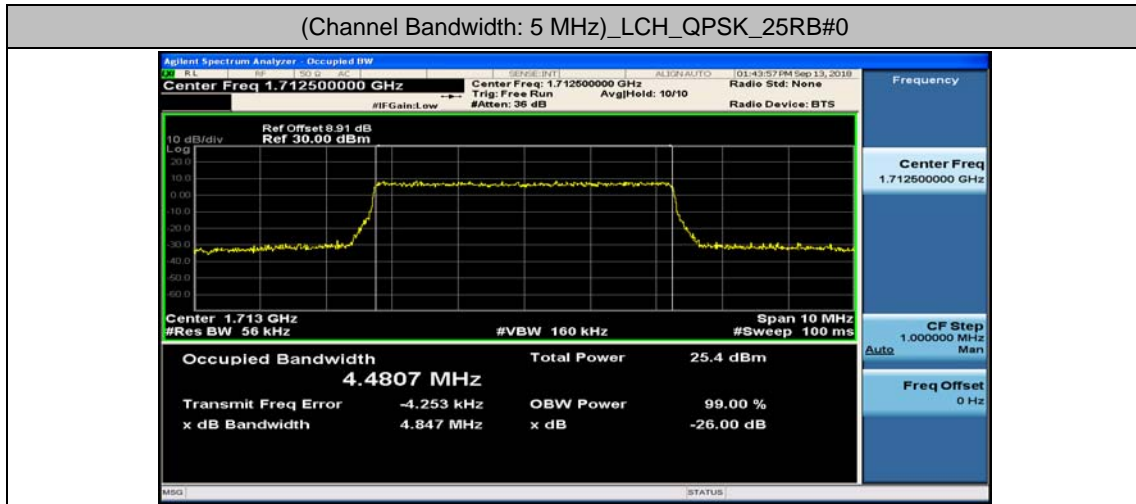 (Channel Bandwidth: 5 MHz)_LCH_QPSK_25RB#0
Agilent Spectrum Analyzer - Occupied BW
RL RF 50 Ω AC SENSE:INT ALIGN AUTO 01:43:57 PM Sep 13, 2018
Center Freq 1.712500000 GHz
Center Freq: 1.712500000 GHz
Radio Std: None
Trig: Free Run Avg|Hold: 10/10
#IFGain:Low #Atten: 36 dB Radio Device: BTS
Ref Offset 8.91 dB
10 dB/div Ref 30.00 dBm
Log
20.0
10.0
0.00
-10.0
-20.0
-30.0
-40.0
-50.0
-60.0
Center 1.713 GHz Span 10 MHz
#Res BW 56 kHz #VBW 160 kHz #Sweep 100 ms
Occupied Bandwidth Total Power 25.4 dBm
4.4807 MHz
Transmit Freq Error -4.253 kHz OBW Power 99.00 %
x dB Bandwidth 4.847 MHz x dB -26.00 dB
MSG STATUS
Frequency
Center Freq
1.712500000 GHz
CF Step
1.000000 MHz
Auto Man
Freq Offset
0 Hz